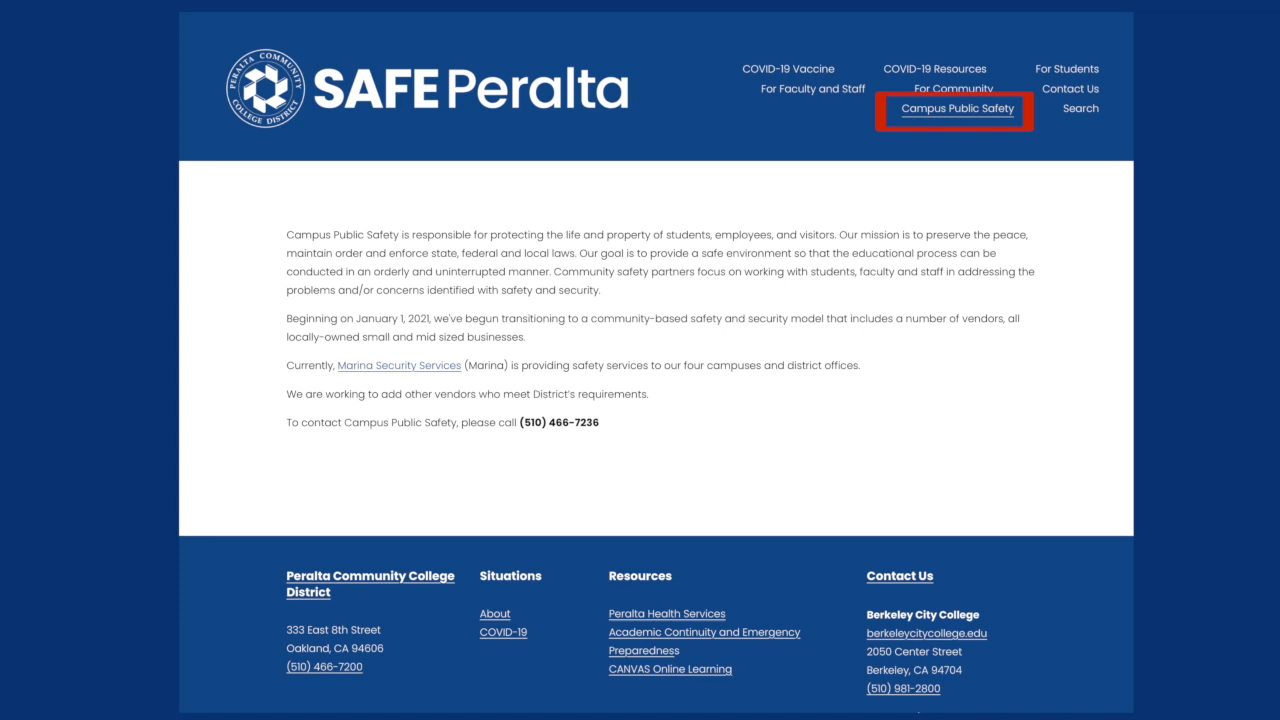 PERALTA COMMUNITY
COLLEGE DISTRICT
SAFE Peralta
COVID-19 Vaccine COVID-19 Resources For Students
For Faculty and Staff For Community Contact Us
Campus Public Safety Search
Campus Public Safety is responsible for protecting the life and property of students, employees, and visitors. Our mission is to preserve the peace,
maintain order and enforce state, federal and local laws. Our goal is to provide a safe environment so that the educational process can be
conducted in an orderly and uninterrupted manner. Community safety partners focus on working with students, faculty and staff in addressing the
problems and/or concerns identified with safety and security.
Beginning on January 1, 2021, we've begun transitioning to a community-based safety and security model that includes a number of vendors, all
locally-owned small and mid sized businesses.
Currently, Marina Security Services (Marina) is providing safety services to our four campuses and district offices.
We are working to add other vendors who meet District's requirements.
To contact Campus Public Safety, please call (510) 466-7236
Peralta Community College
District
333 East 8th Street
Oakland, CA 94606
(510) 466-7200
Situations
About
COVID-19
Resources
Peralta Health Services
Academic Continuity and Emergency
Preparedness
CANVAS Online Learning
Contact Us
Berkeley City College
berkeleycitycollege.edu
2050 Center Street
Berkeley, CA 94704
(510) 981-2800